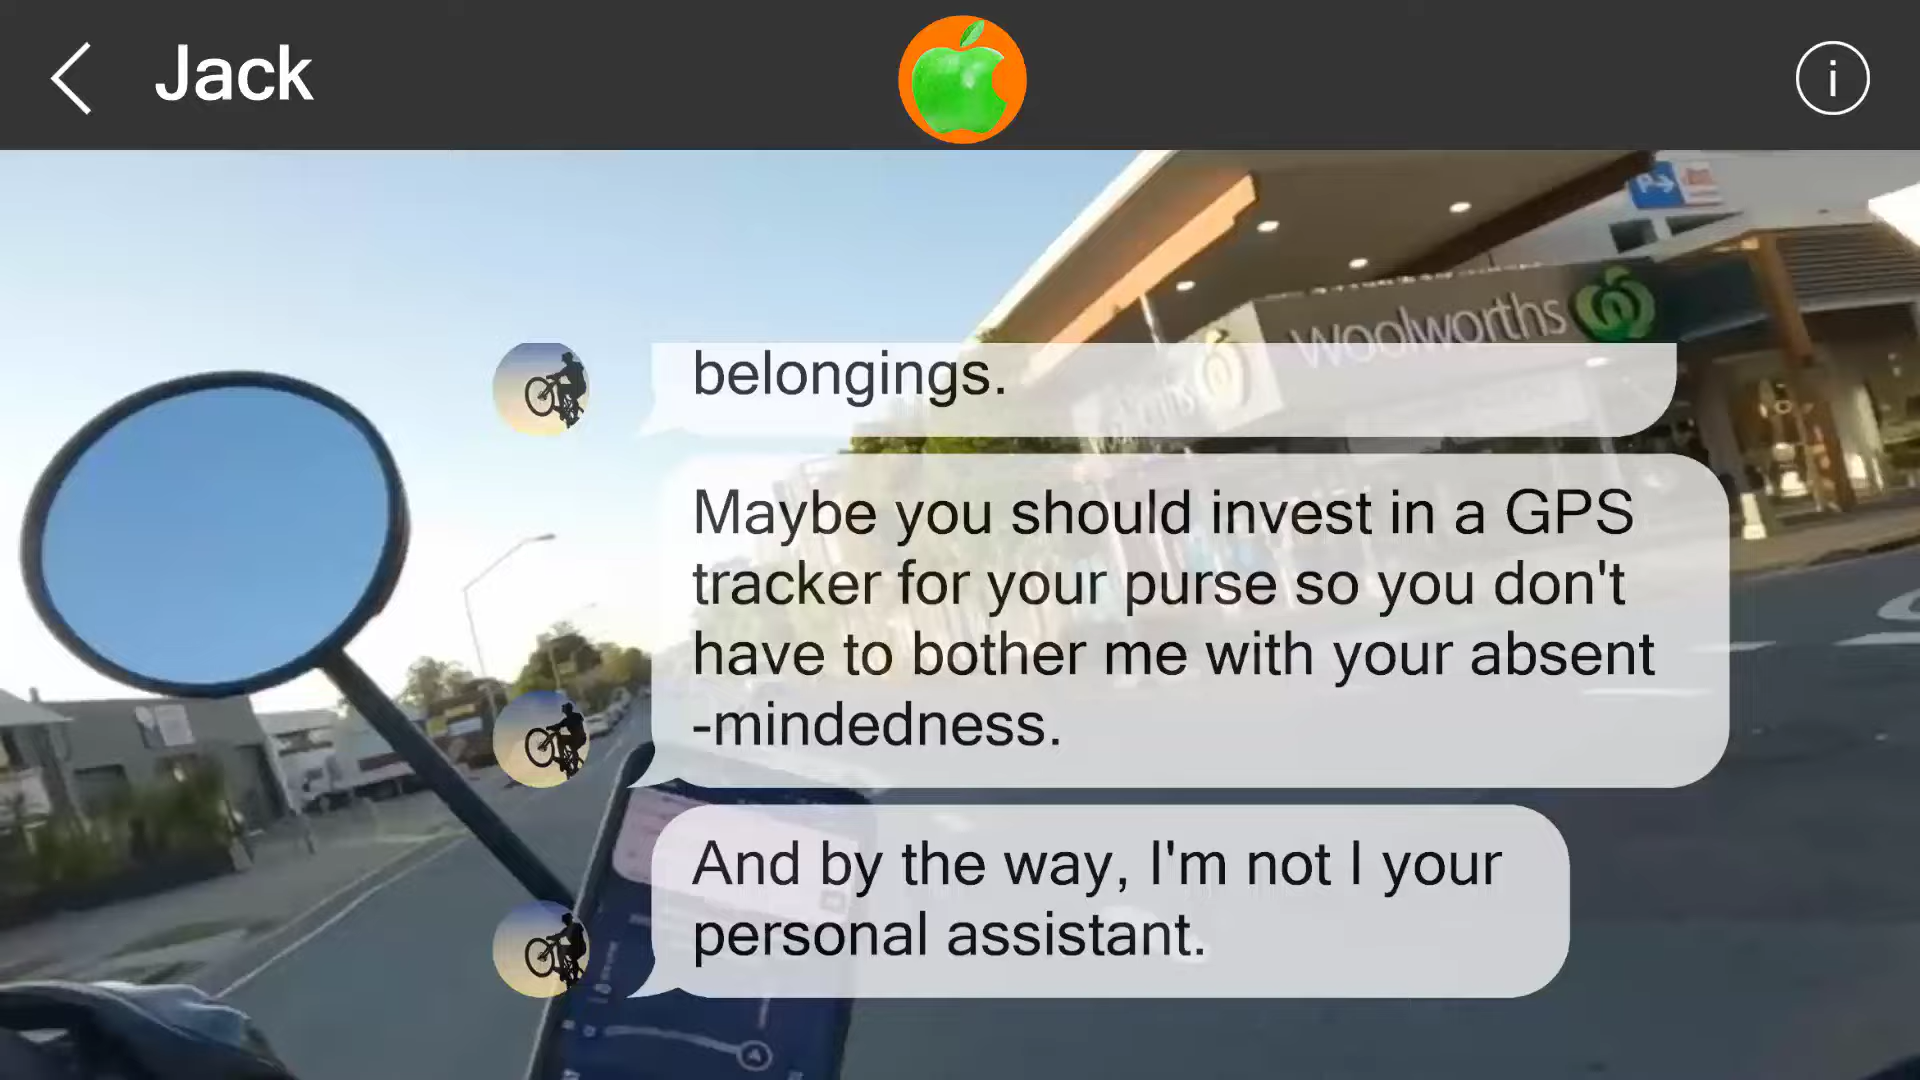 Jack
i
P→
woolworths
belongings.
Maybe you should invest in a GPS
tracker for your purse so you don't
have to bother me with your absent
-mindedness.
And by the way, I'm not I your
personal assistant.
A